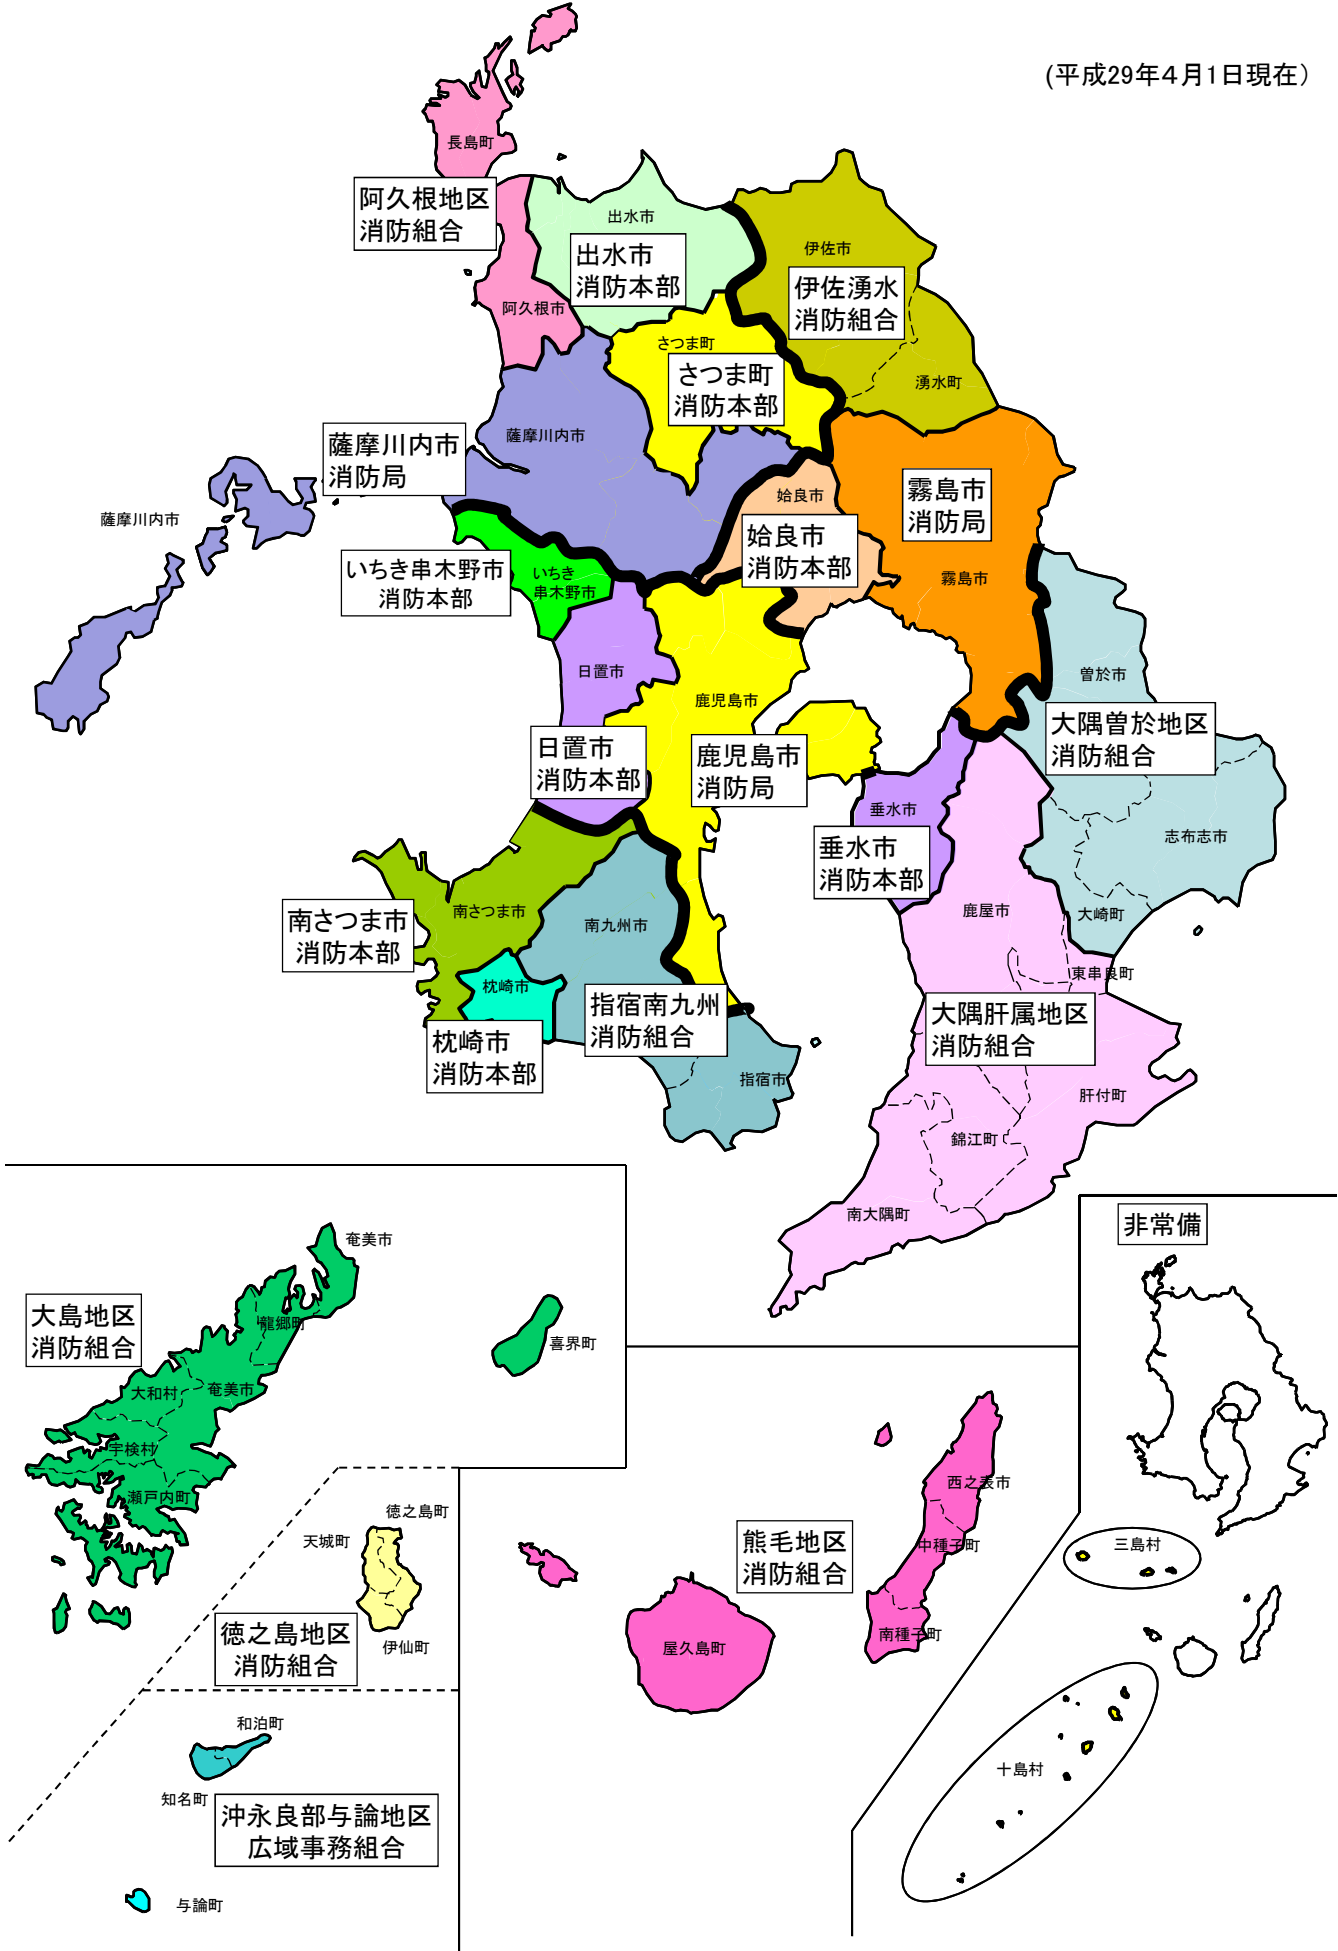 (平成29年4月1日現在)
長島町
阿久根地区
消防組合
出水市
出水市
消防本部
伊佐市
伊佐湧水
消防組合
阿久根市
さつま町
さつま町
消防本部
湧水町
薩摩川内市
消防局
薩摩川内市
薩摩川内市
姶良市
姶良市
消防本部
霧島市
消防局
霧島市
いちき串木野市
消防本部
いちき
串木野市
日置市
日置市
消防本部
鹿児島市
鹿児島市
消防局
曽於市
大隅曽於地区
消防組合
垂水市
垂水市
消防本部
志布志市
大崎町
南さつま市
南さつま市
消防本部
南九州市
鹿屋市
東串良町
枕崎市
枕崎市
消防本部
指宿南九州
消防組合
指宿市
大隅肝属地区
消防組合
肝付町
錦江町
南大隅町
非常備
奄美市
大島地区
消防組合
龍郷町
喜界町
大和村
奄美市
宇検村
瀬戸内町
徳之島町
天城町
伊仙町
徳之島地区
消防組合
西之表市
中種子町
南種子町
熊毛地区
消防組合
屋久島町
三島村
十島村
和泊町
知名町
沖永良部与論地区
広域事務組合
与論町